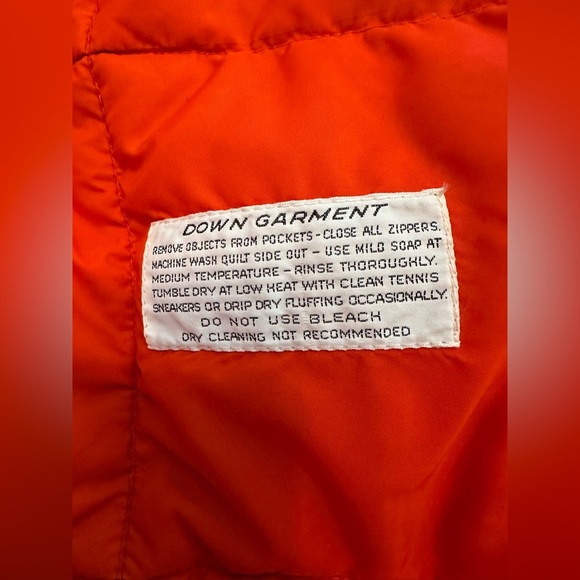 DOWN GARMENT
REMOVE OBJECTS FROM POCKETS - CLOSE ALL ZIPPERS.
MACHINE WASH QUILT SIDE OUT - USE MILD SOAP AT
MEDIUM TEMPERATURE - RINSE THOROUGHLY.
TUMBLE DRY AT LOW HEAT WITH CLEAN TENNIS
SNEAKERS OR DRIP DRY FLUFFING OCCASIONALLY.
DO NOT USE BLEACH
DRY CLEANING NOT RECOMMENDED